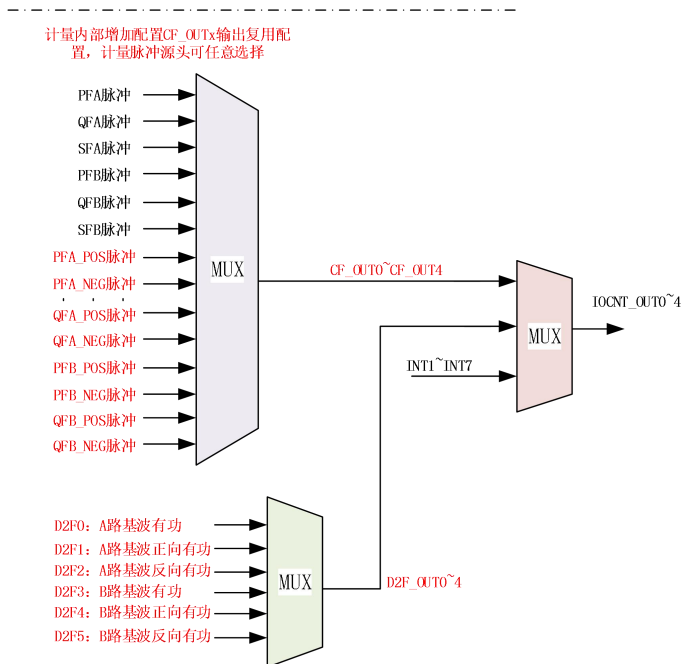 计量内部增加配置CF_OUTx输出复用配
置，计量脉冲源头可任意选择
PFA脉冲
QFA脉冲
SFA脉冲
PFB脉冲
QFB脉冲
SFB脉冲
PFA_POS脉冲
PFA_NEG脉冲
QFA_POS脉冲
QFA_NEG脉冲
PFB_POS脉冲
PFB_NEG脉冲
QFB_POS脉冲
QFB_NEG脉冲
MUX
CF_OUT0~CF_OUT4
INT1~INT7
MUX
IOCNT_OUT0~4
D2F0：A路基波有功
D2F1：A路基波正向有功
D2F2：A路基波反向有功
D2F3：B路基波有功
D2F4：B路基波正向有功
D2F5：B路基波反向有功
MUX
D2F_OUT0~4